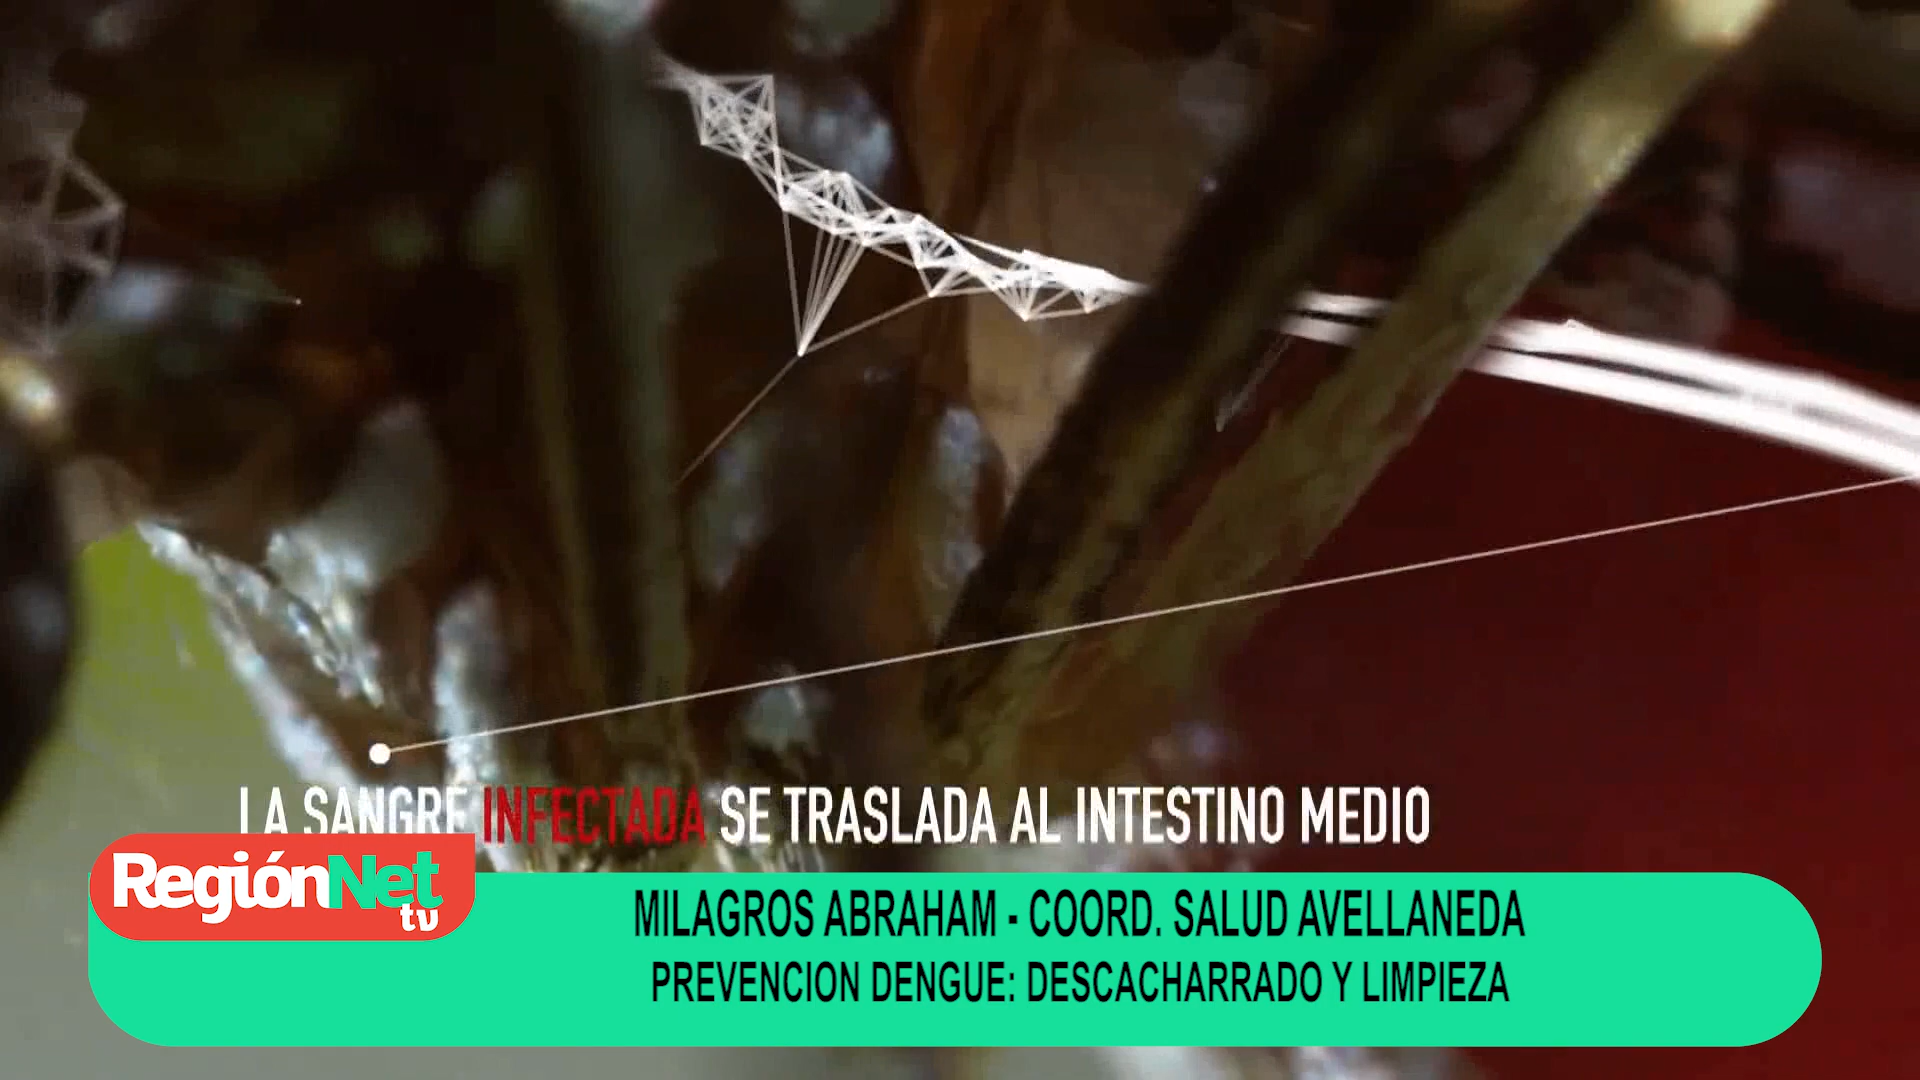 LA SANGRE INFECTADA SE TRASLADA AL INTESTINO MEDIO
RegiónNet
tv
MILAGROS ABRAHAM - COORD. SALUD AVELLANEDA
PREVENCION DENGUE: DESCACHARRADO Y LIMPIEZA